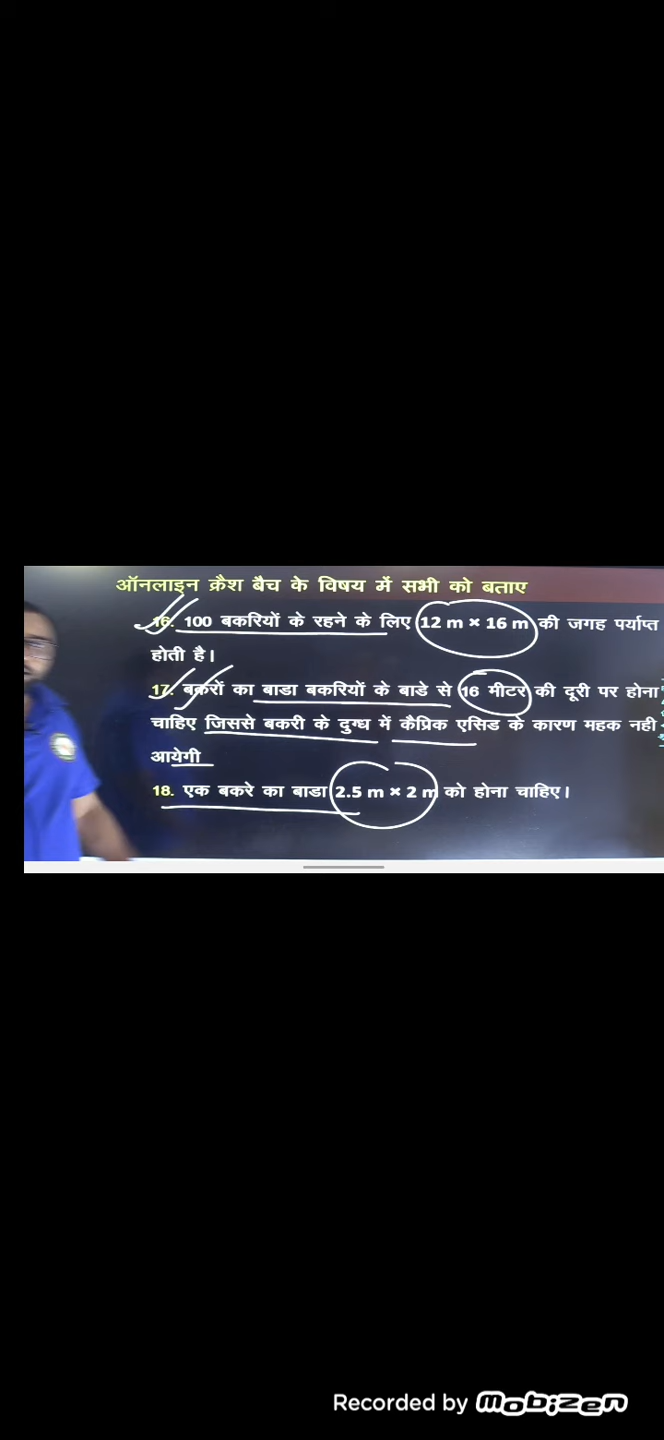 ऑनलाइन क्रैश बैच के विषय में सभी को बताए
16. 100 बकरियों के रहने के लिए 12 m × 16 m की जगह पर्याप्त
होती है।
17. बकरों का बाडा बकरियों के बाडे से 16 मीटर की दूरी पर होना
चाहिए जिससे बकरी के दुग्ध में कैप्रिक एसिड के कारण महक नही
आयेगी
18. एक बकरे का बाडा 2.5 m × 2 m को होना चाहिए।
Recorded by Mobizen